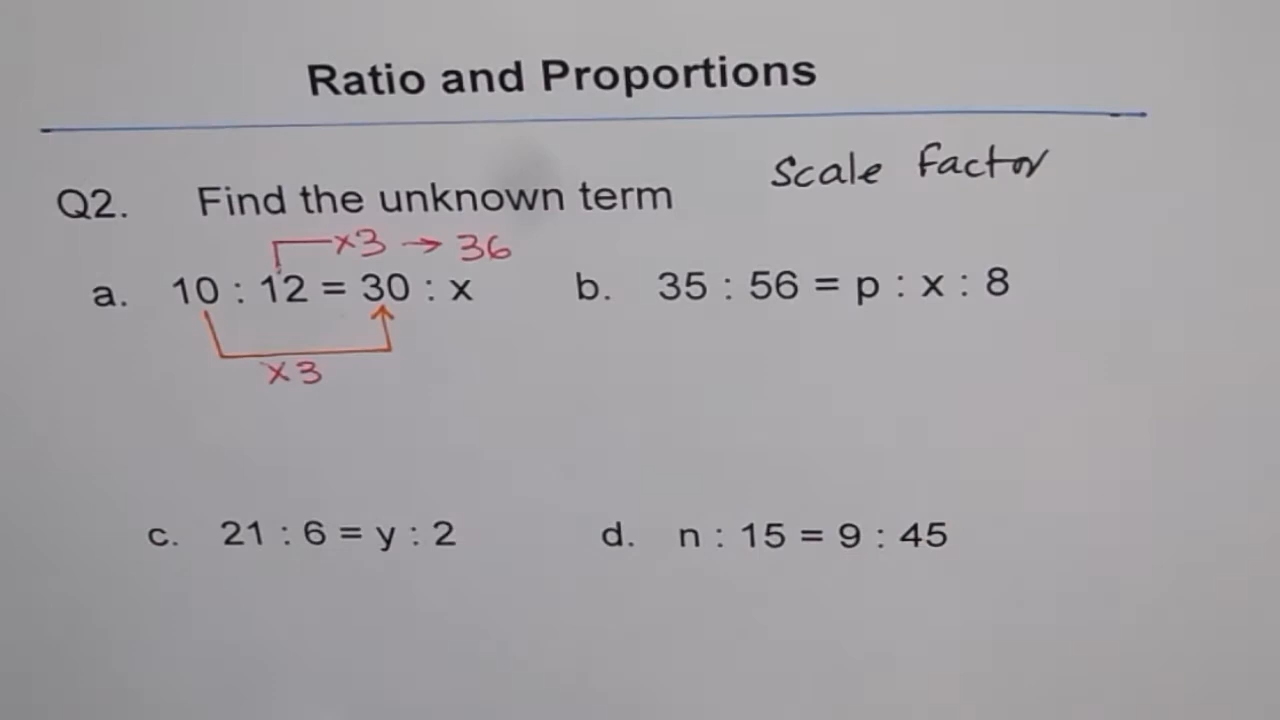 Ratio and Proportions
Scale Factor
Q2. Find the unknown term
×3 → 36
a. 10 : 12 = 30 : x
b. 35 : 56 = p : x : 8
×3
c. 21 : 6 = y : 2
d. n : 15 = 9 : 45